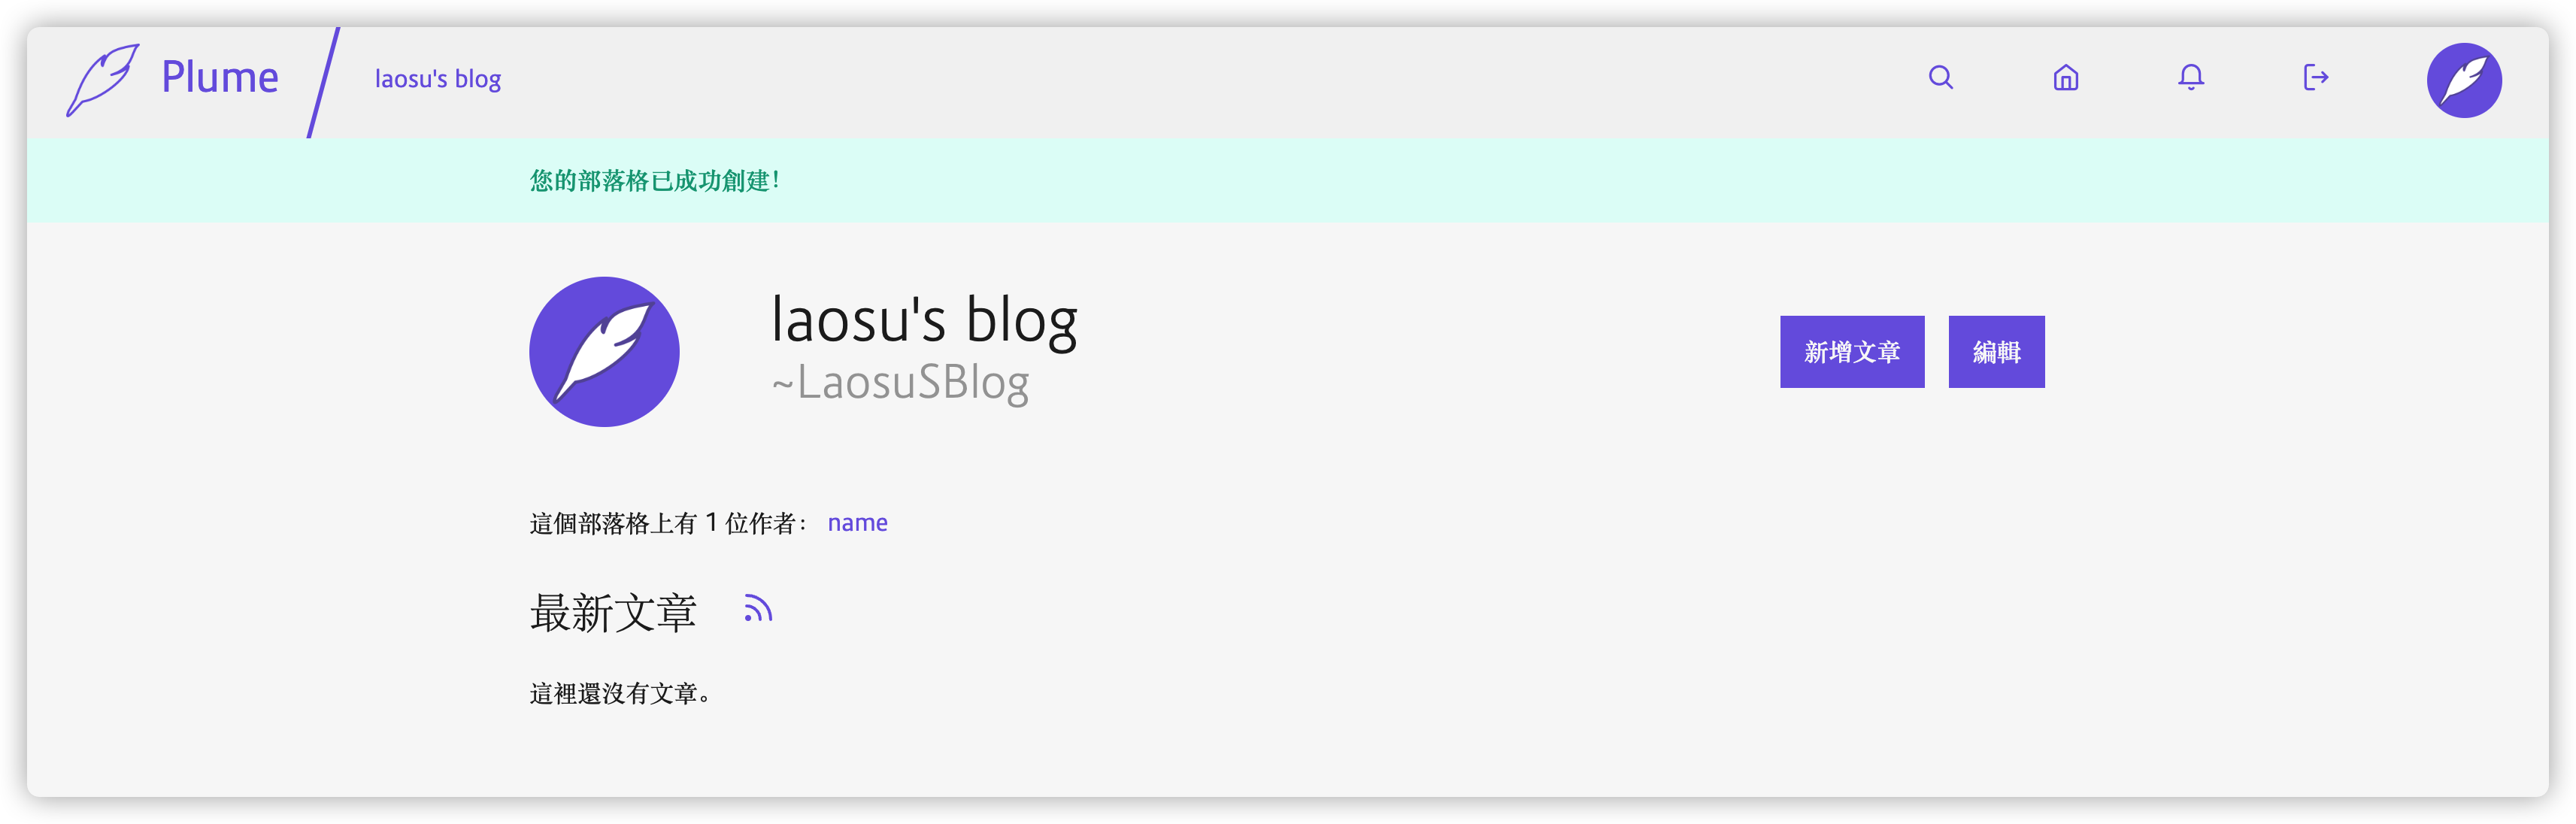 Plume
laosu's blog
您的部落格已成功創建！
laosu's blog
~LaosuSBlog
新增文章
編輯
這個部落格上有 1 位作者： name
最新文章
這裡還沒有文章。